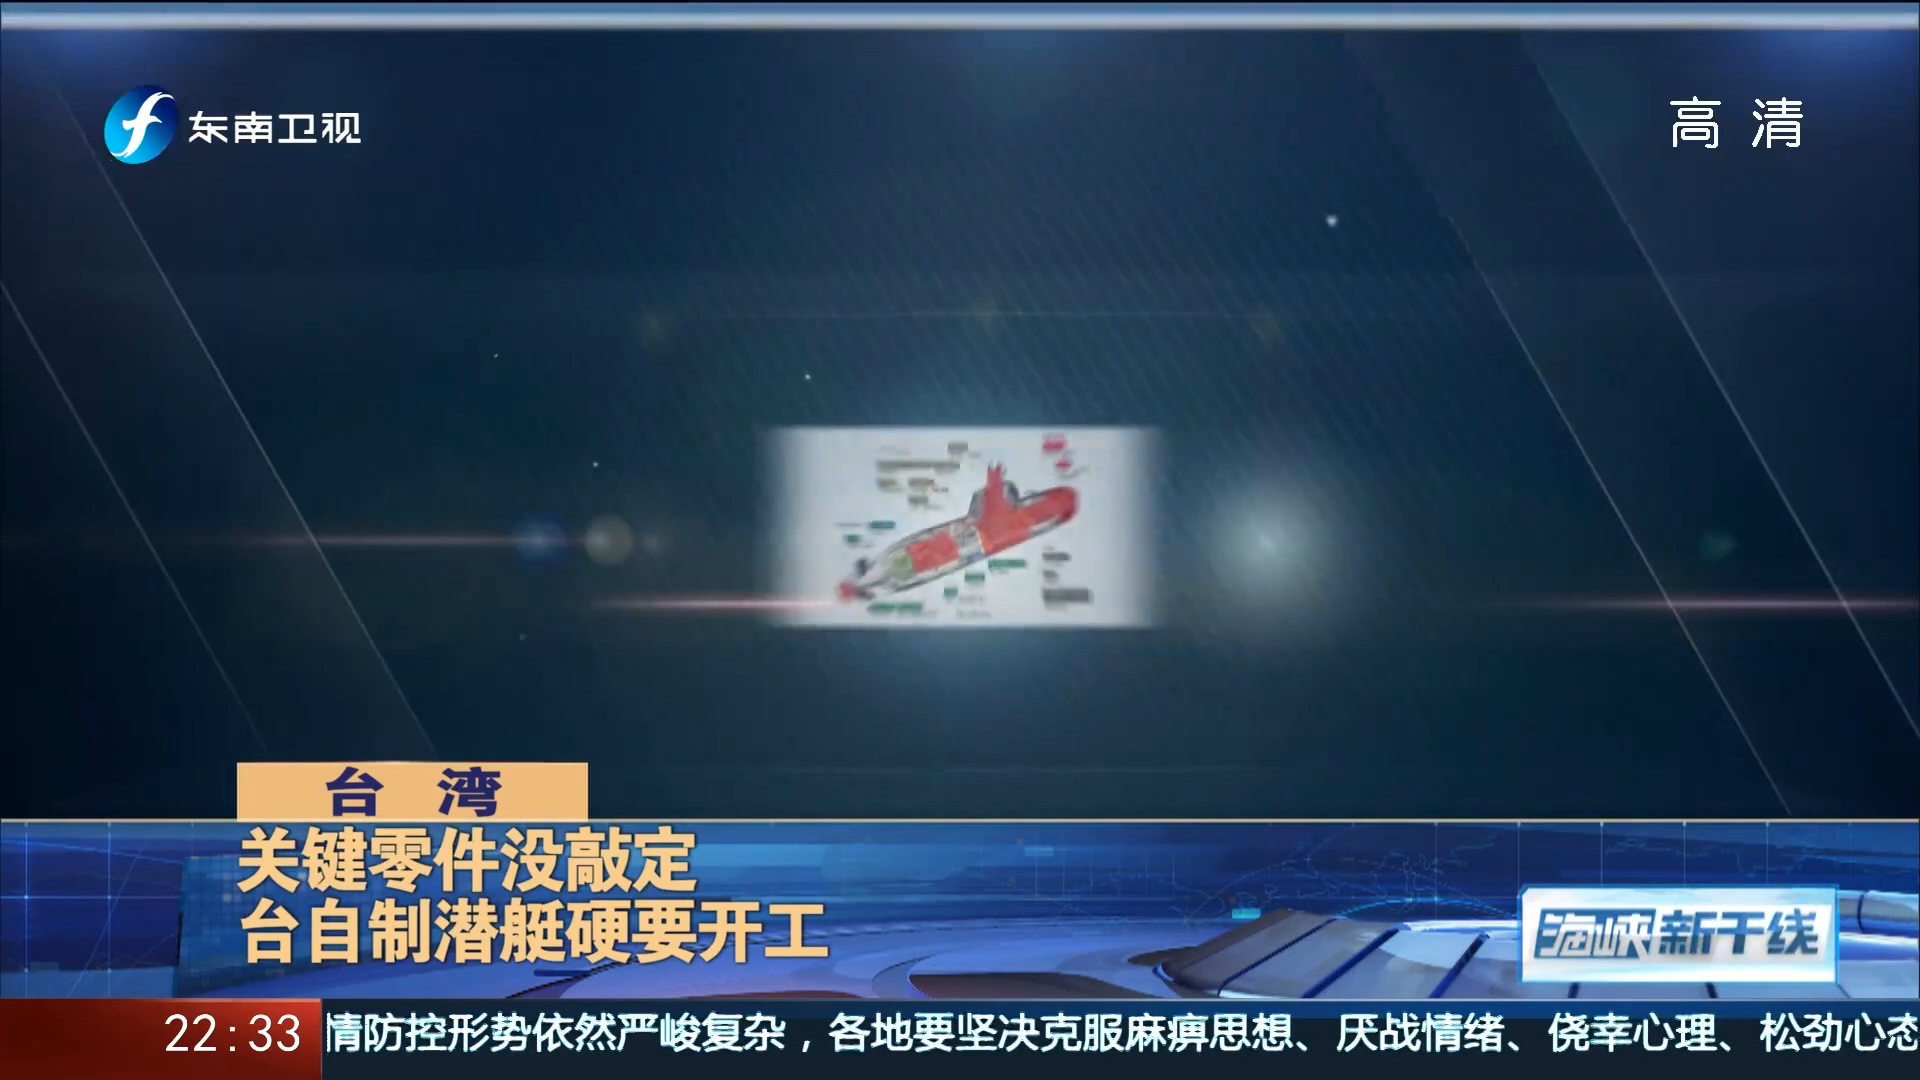 东南卫视
高清
台湾
关键零件没敲定
台自制潜艇硬要开工
海峡新干线
22:33
情防控形势依然严峻复杂，各地要坚决克服麻痹思想、厌战情绪、侥幸心理、松劲心态